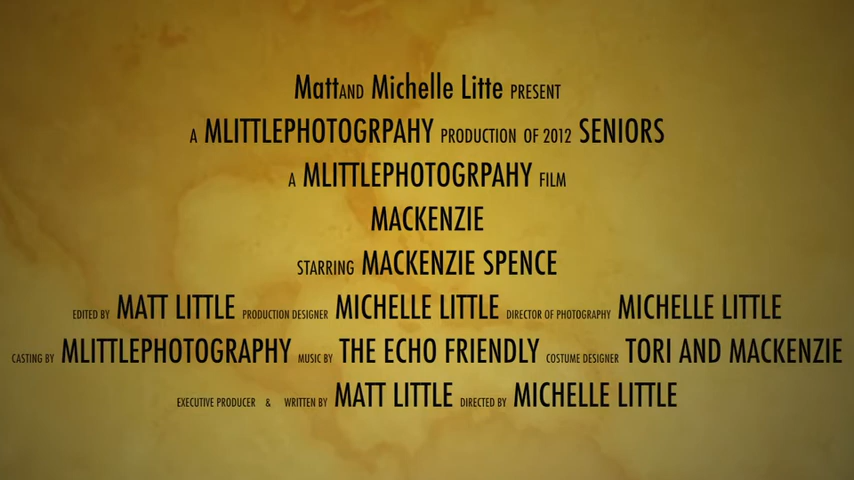 MattAND Michelle Litte PRESENT
A MLITTLEPHOTOGRPAHY PRODUCTION OF 2012 SENIORS
A MLITTLEPHOTOGRPAHY FILM
MACKENZIE
STARRING MACKENZIE SPENCE
EDITED BY MATT LITTLE PRODUCTION DESIGNER MICHELLE LITTLE DIRECTOR OF PHOTOGRAPHY MICHELLE LITTLE
CASTING BY MLITTLEPHOTOGRAPHY MUSIC BY THE ECHO FRIENDLY COSTUME DESIGNER TORI AND MACKENZIE
EXECUTIVE PRODUCER & WRITTEN BY MATT LITTLE DIRECTED BY MICHELLE LITTLE